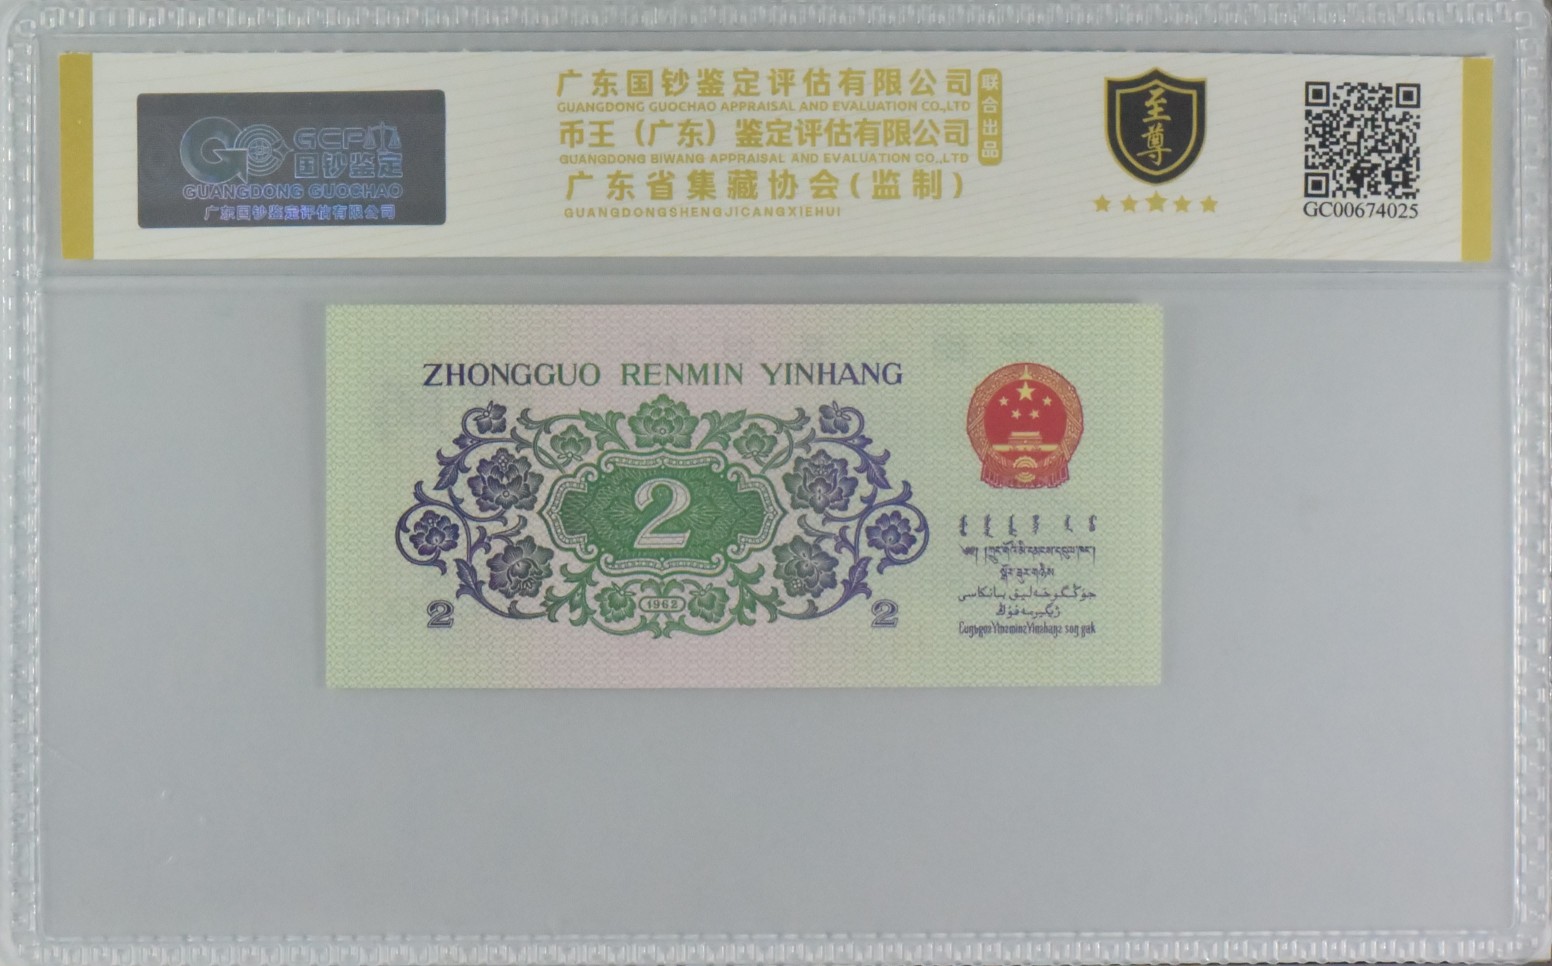 GCP
国钞鉴定
GUANGDONG GUOCHAO
广东国钞鉴定评估有限公司
广东国钞鉴定评估有限公司
GUANGDONG GUOCHAO APPRAISAL AND EVALUATION CO.,LTD
币王（广东）鉴定评估有限公司
GUANGDONG BIWANG APPRAISAL AND EVALUATION CO.,LTD
广东省集藏协会(监制)
GUANGDONGSHENGJICANGXIEHUI
联合出品
至尊
GC00674025
ZHONGGUO RENMIN YINHANG
2
1962
2 2